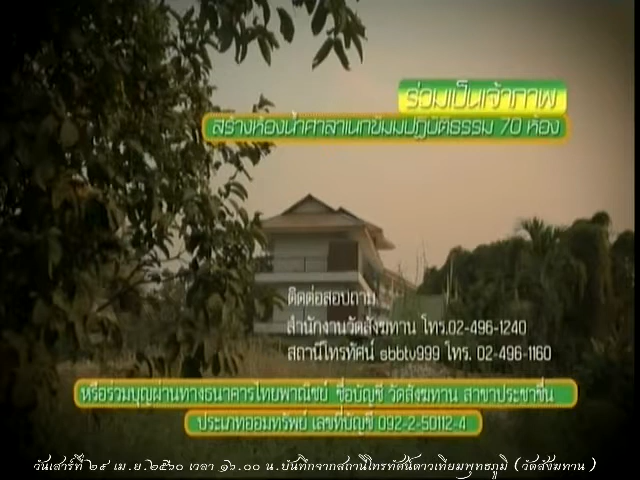 ร่วมเป็นเจ้าภาพ
สร้างห้องน้ำศาลาเนกขัมมปฏิบัติธรรม 70 ห้อง
ติดต่อสอบถาม
สำนักงานวัดสังฆทาน โทร.02-496-1240
สถานีโทรทัศน์ sbbtv999 โทร. 02-496-1160
หรือร่วมบุญผ่านทางธนาคารไทยพาณิชย์ ชื่อบัญชี วัดสังฆทาน สาขาประชาชื่น
ประเภทออมทรัพย์ เลขที่บัญชี 092-2-50112-4
วันเสาร์ที่ ๒๙ เม.ย.๒๕๖๐ เวลา ๑๖.๐๐ น.บันทึกจากสถานีโทรทัศน์ดาวเทียมพุทธภูมิ (วัดสังฆทาน )